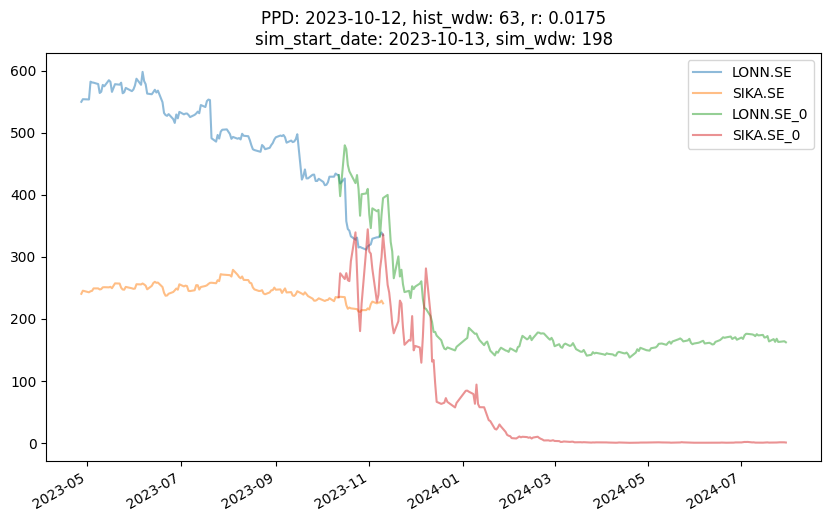 PPD: 2023-10-12, hist_wdw: 63, r: 0.0175
sim_start_date: 2023-10-13, sim_wdw: 198
LONN.SE
SIKA.SE
LONN.SE_0
SIKA.SE_0
600
500
400
300
200
100
0
2023-05
2023-07
2023-09
2023-11
2024-01
2024-03
2024-05
2024-07